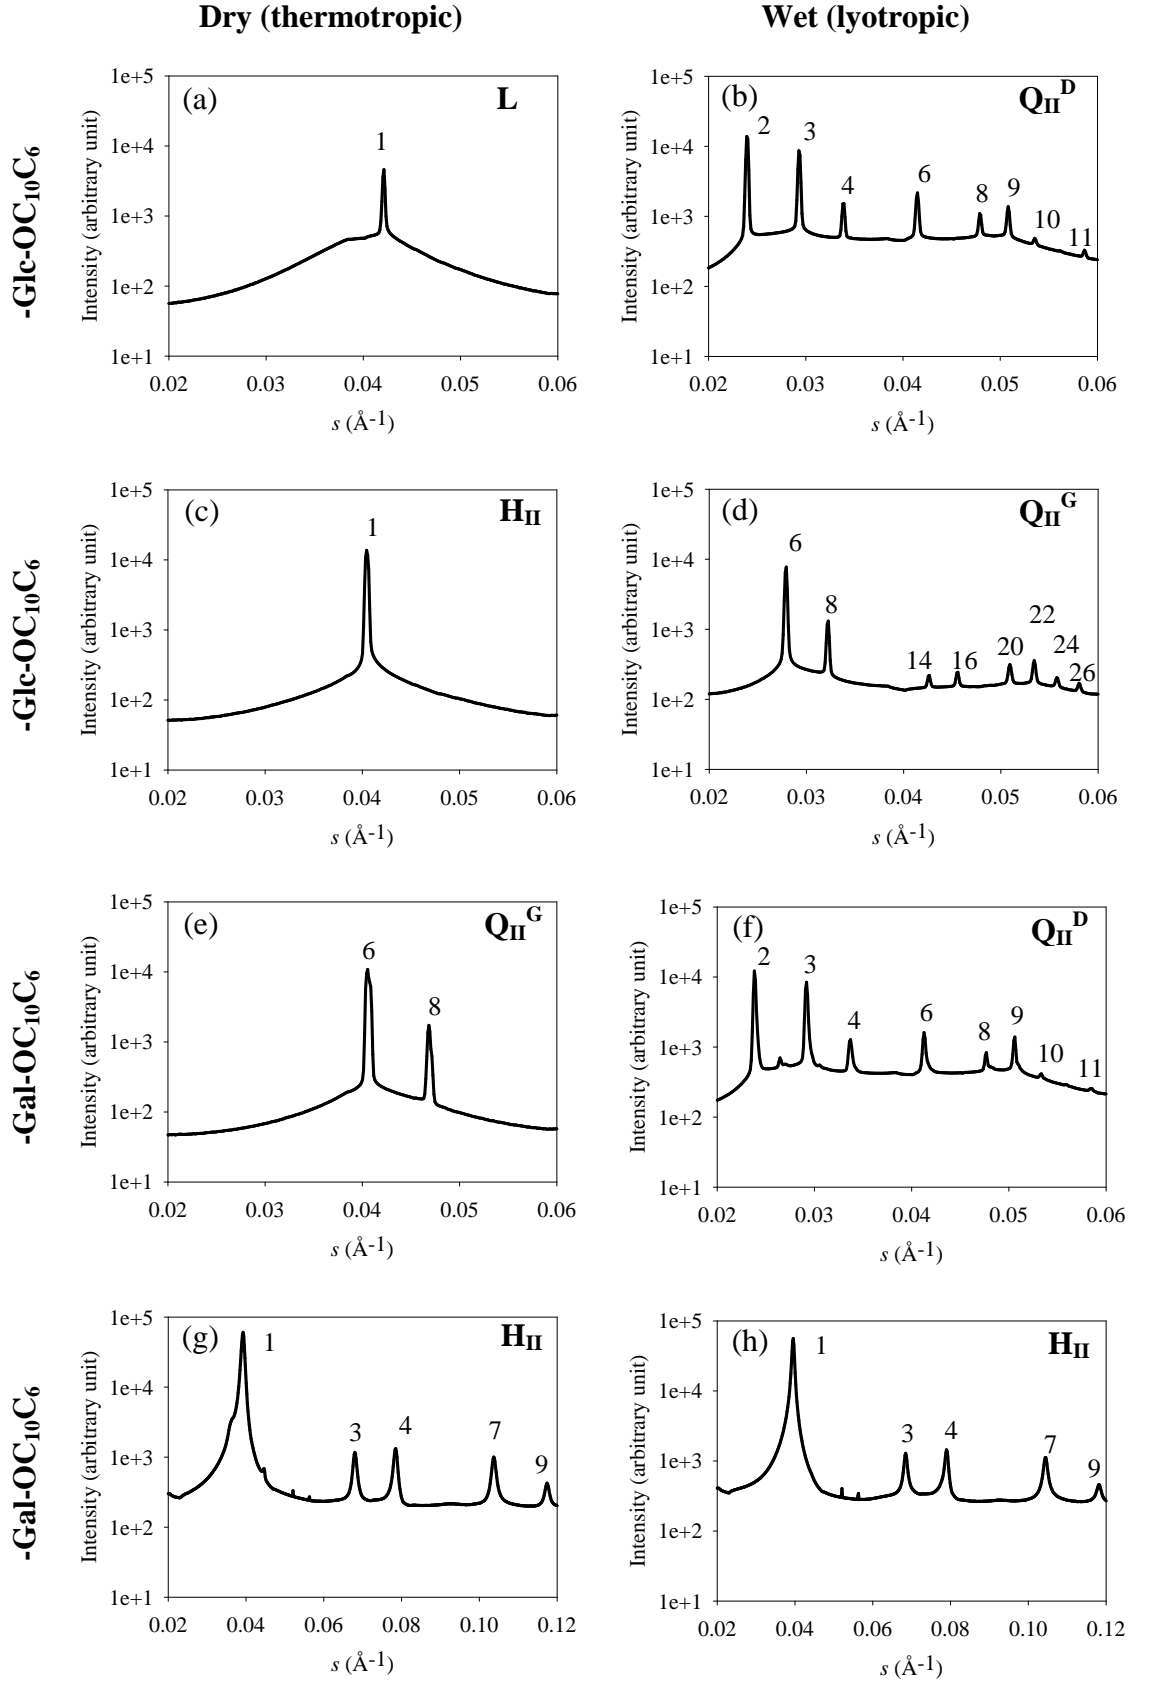 Dry (thermotropic)
Wet (lyotropic)
-Glc-OC10C6
(a)
L
1
1e+5
1e+4
1e+3
1e+2
1e+1
Intensity (arbitrary unit)
0.02 0.03 0.04 0.05 0.06
s (Å-1)
(b)
QIID
2 3 4 6 8 9 10 11
1e+5
1e+4
1e+3
1e+2
1e+1
Intensity (arbitrary unit)
0.02 0.03 0.04 0.05 0.06
s (Å-1)
-Glc-OC10C6
(c)
HII
1
1e+5
1e+4
1e+3
1e+2
1e+1
Intensity (arbitrary unit)
0.02 0.03 0.04 0.05 0.06
s (Å-1)
(d)
QIIG
6 8 14 16 20 22 24 26
1e+5
1e+4
1e+3
1e+2
1e+1
Intensity (arbitrary unit)
0.02 0.03 0.04 0.05 0.06
s (Å-1)
-Gal-OC10C6
(e)
QIIG
6 8
1e+5
1e+4
1e+3
1e+2
1e+1
Intensity (arbitrary unit)
0.02 0.03 0.04 0.05 0.06
s (Å-1)
(f)
QIID
2 3 4 6 8 9 10 11
1e+5
1e+4
1e+3
1e+2
1e+1
Intensity (arbitrary unit)
0.02 0.03 0.04 0.05 0.06
s (Å-1)
-Gal-OC10C6
(g)
HII
1 3 4 7 9
1e+5
1e+4
1e+3
1e+2
1e+1
Intensity (arbitrary unit)
0.02 0.04 0.06 0.08 0.10 0.12
s (Å-1)
(h)
HII
1 3 4 7 9
1e+5
1e+4
1e+3
1e+2
1e+1
Intensity (arbitrary unit)
0.02 0.04 0.06 0.08 0.10 0.12
s (Å-1)